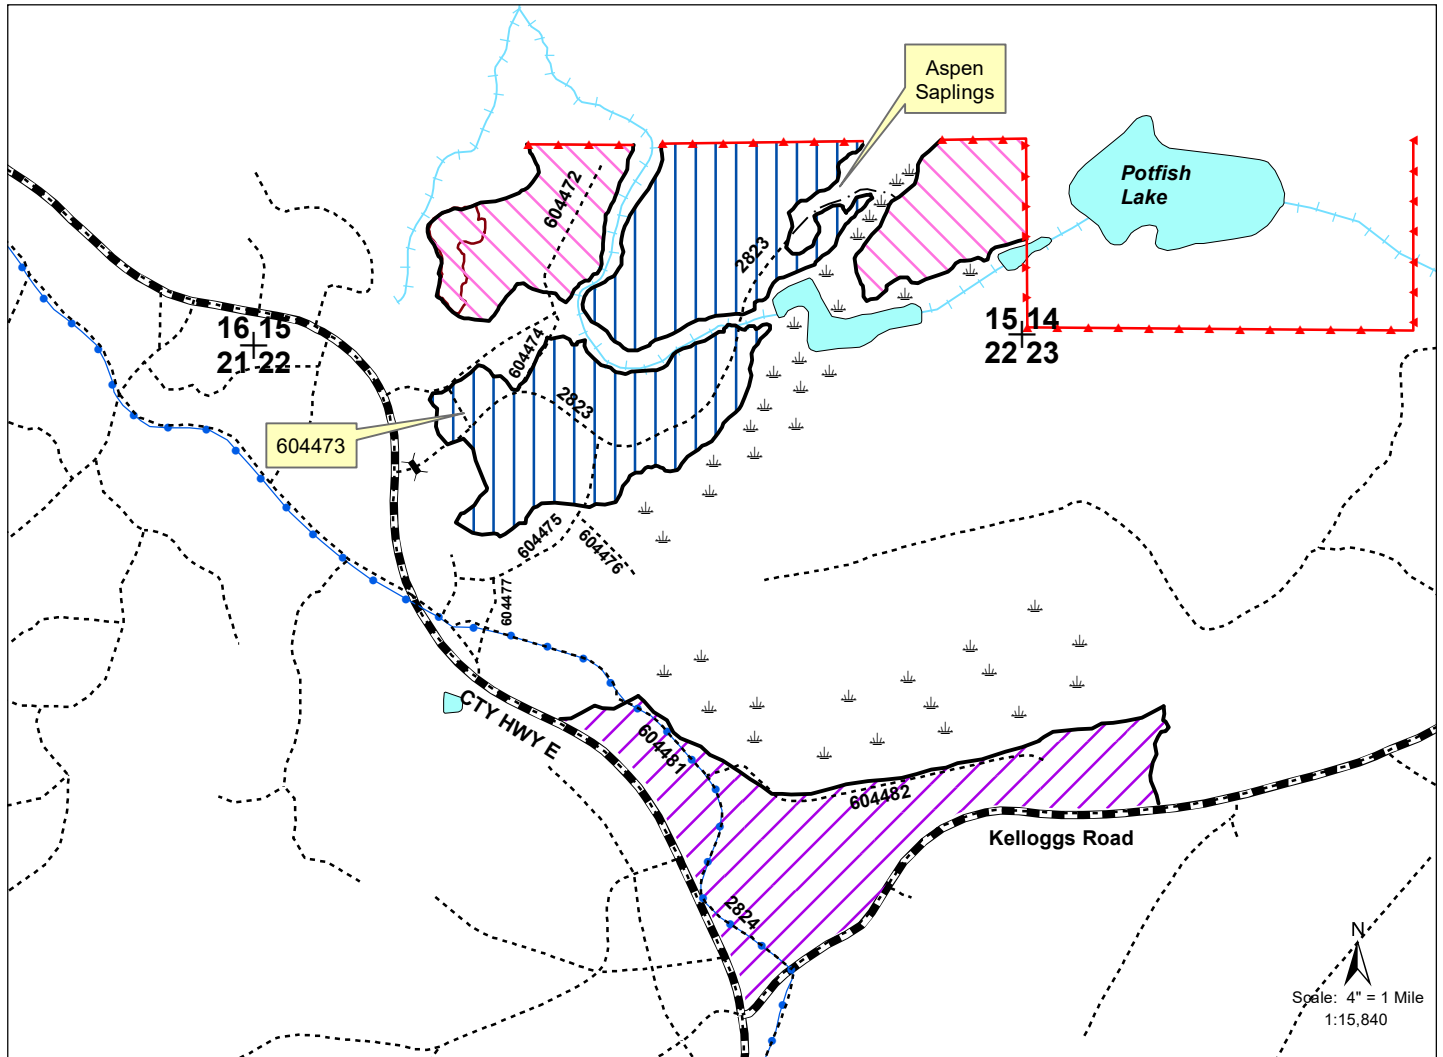 Aspen
Saplings
Potfish
Lake
604472
2823
16 15
21 22
15 14
22 23
604474
2823
604473
604475
604476
604477
CTY HWY E
604481
604482
Kelloggs Road
2824
N
Scale: 4" = 1 Mile
1:15,840